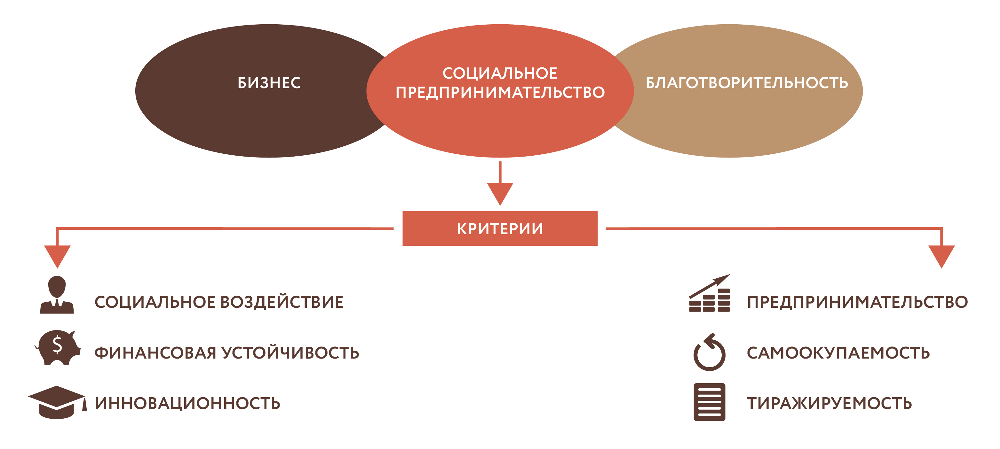 БИЗНЕС
СОЦИАЛЬНОЕ
ПРЕДПРИНИМАТЕЛЬСТВО
БЛАГОТВОРИТЕЛЬНОСТЬ
КРИТЕРИИ
СОЦИАЛЬНОЕ ВОЗДЕЙСТВИЕ
$
ФИНАНСОВАЯ УСТОЙЧИВОСТЬ
ИННОВАЦИОННОСТЬ
ПРЕДПРИНИМАТЕЛЬСТВО
САМООКУПАЕМОСТЬ
ТИРАЖИРУЕМОСТЬ